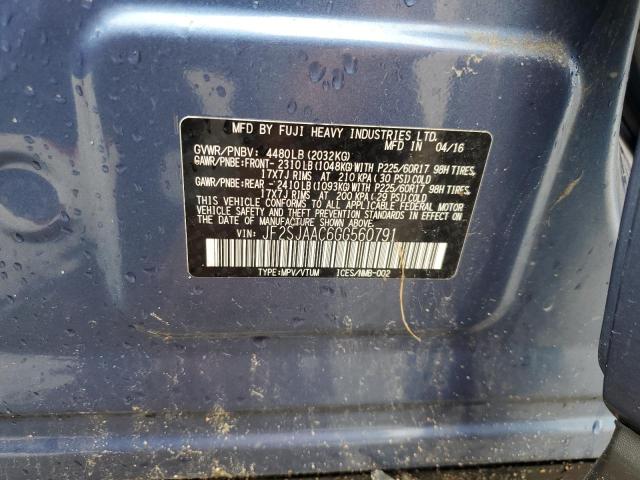 MFD BY FUJI HEAVY INDUSTRIES LTD.
MFD IN 04/16
GVWR/PNBV: 4480LB(2032KG)
GAWR/PNBE:FRONT-2310LB(1048KG)WITH P225/60R17 98H TIRES,
17X7J RIMS AT 210 KPA(30 PSI)COLD
GAWR/PNBE:REAR -2410LB(1093KG)WITH P225/60R17 98H TIRES,
17X7J RIMS AT 200 KPA(29 PSI)COLD
THIS VEHICLE CONFORMS TO ALL APPLICABLE FEDERAL MOTOR
VEHICLE SAFETY AND BUMPER STANDARDS IN EFFECT ON THE
DATE OF MANUFACTURE SHOWN ABOVE.
VIN: JF2SJAAC6GG560791
TYPE:MPV/VTUM ICES/NMB-002